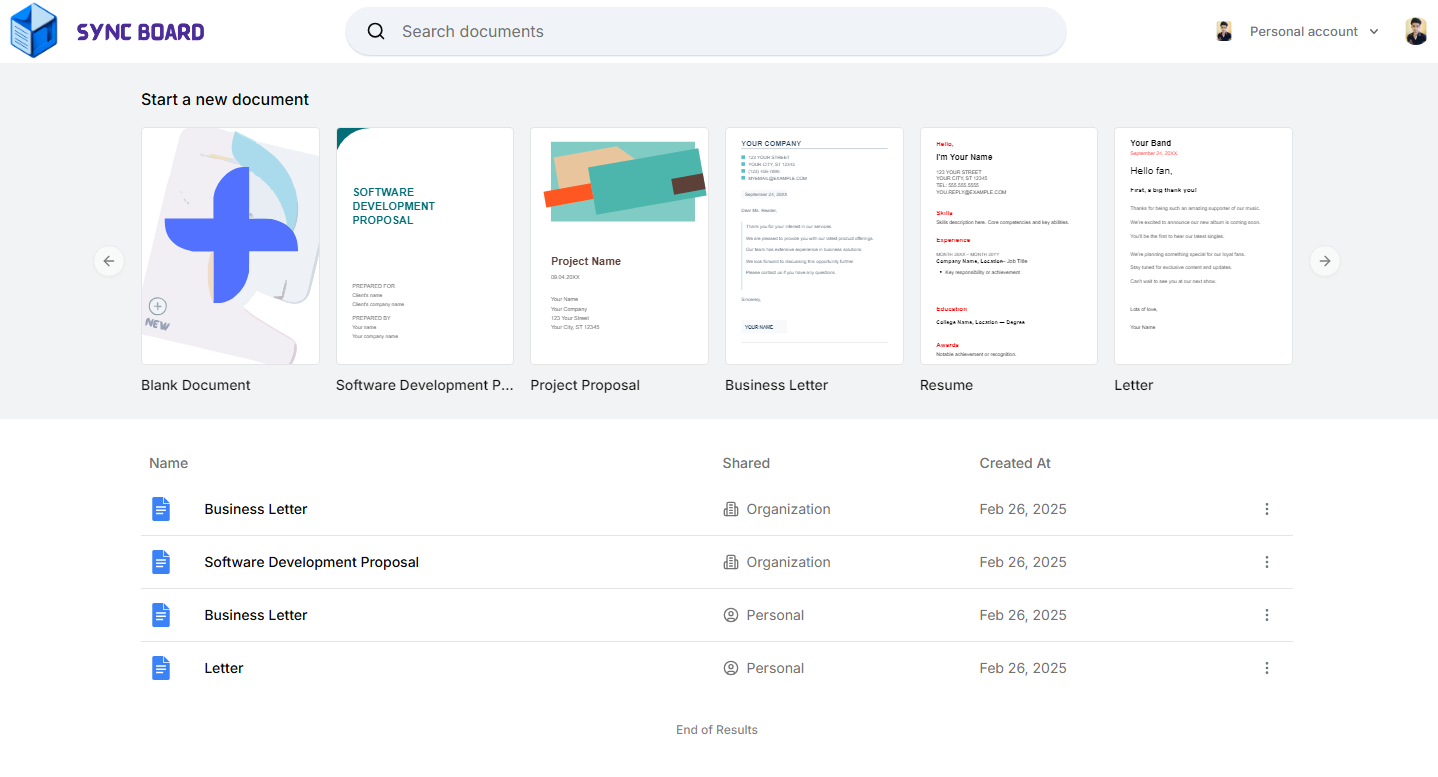 SYNC BOARD
Search documents
Personal account
Start a new document
NEW
Blank Document
SOFTWARE
DEVELOPMENT
PROPOSAL
PREPARED FOR
Client's name
Client's company name
PREPARED BY
Your name
Your company name
Software Development P...
Project Name
09.04.20XX
Your Name
Your Company
123 Your Street
Your City, ST 12345
Project Proposal
YOUR COMPANY
123 YOUR STREET
YOUR CITY, ST 12345
MYEMAIL@EXAMPLE.COM
September 21, 20XX
Dear Ms. Reader,
Thank you for your interest in our services.
We are pleased to provide you with our latest product offerings.
Our team has extensive experience in business solutions.
We look forward to discussing this opportunity further.
Please contact us if you have any questions.
Sincerely,
YOUR NAME
Business Letter
Hello,
I'm Your Name
123 YOUR STREET
YOUR CITY, ST 12345
TEL: 555.555.5555
YOU.REPLY@EXAMPLE.COM
Skills
Skills description here. Core competencies and key abilities.
Experience
MONTH 20XX – MONTH 20YY
Company Name, Location– Job Title
• Key responsibility or achievement
Education
College Name, Location — Degree
Awards
Notable achievement or recognition.
Resume
Your Band
September 21, 20XX
Hello fan,
First, a big thank you!
Thanks for being such an amazing supporter of our music.
We're excited to announce our new album is coming soon.
You'll be the first to hear our latest singles.
We're planning something special for our loyal fans.
Stay tuned for exclusive content and updates.
Can't wait to see you at our next show.
Lots of love,
Your Name
Letter
Name Shared Created At
Business Letter Organization Feb 26, 2025
Software Development Proposal Organization Feb 26, 2025
Business Letter Personal Feb 26, 2025
Letter Personal Feb 26, 2025
End of Results